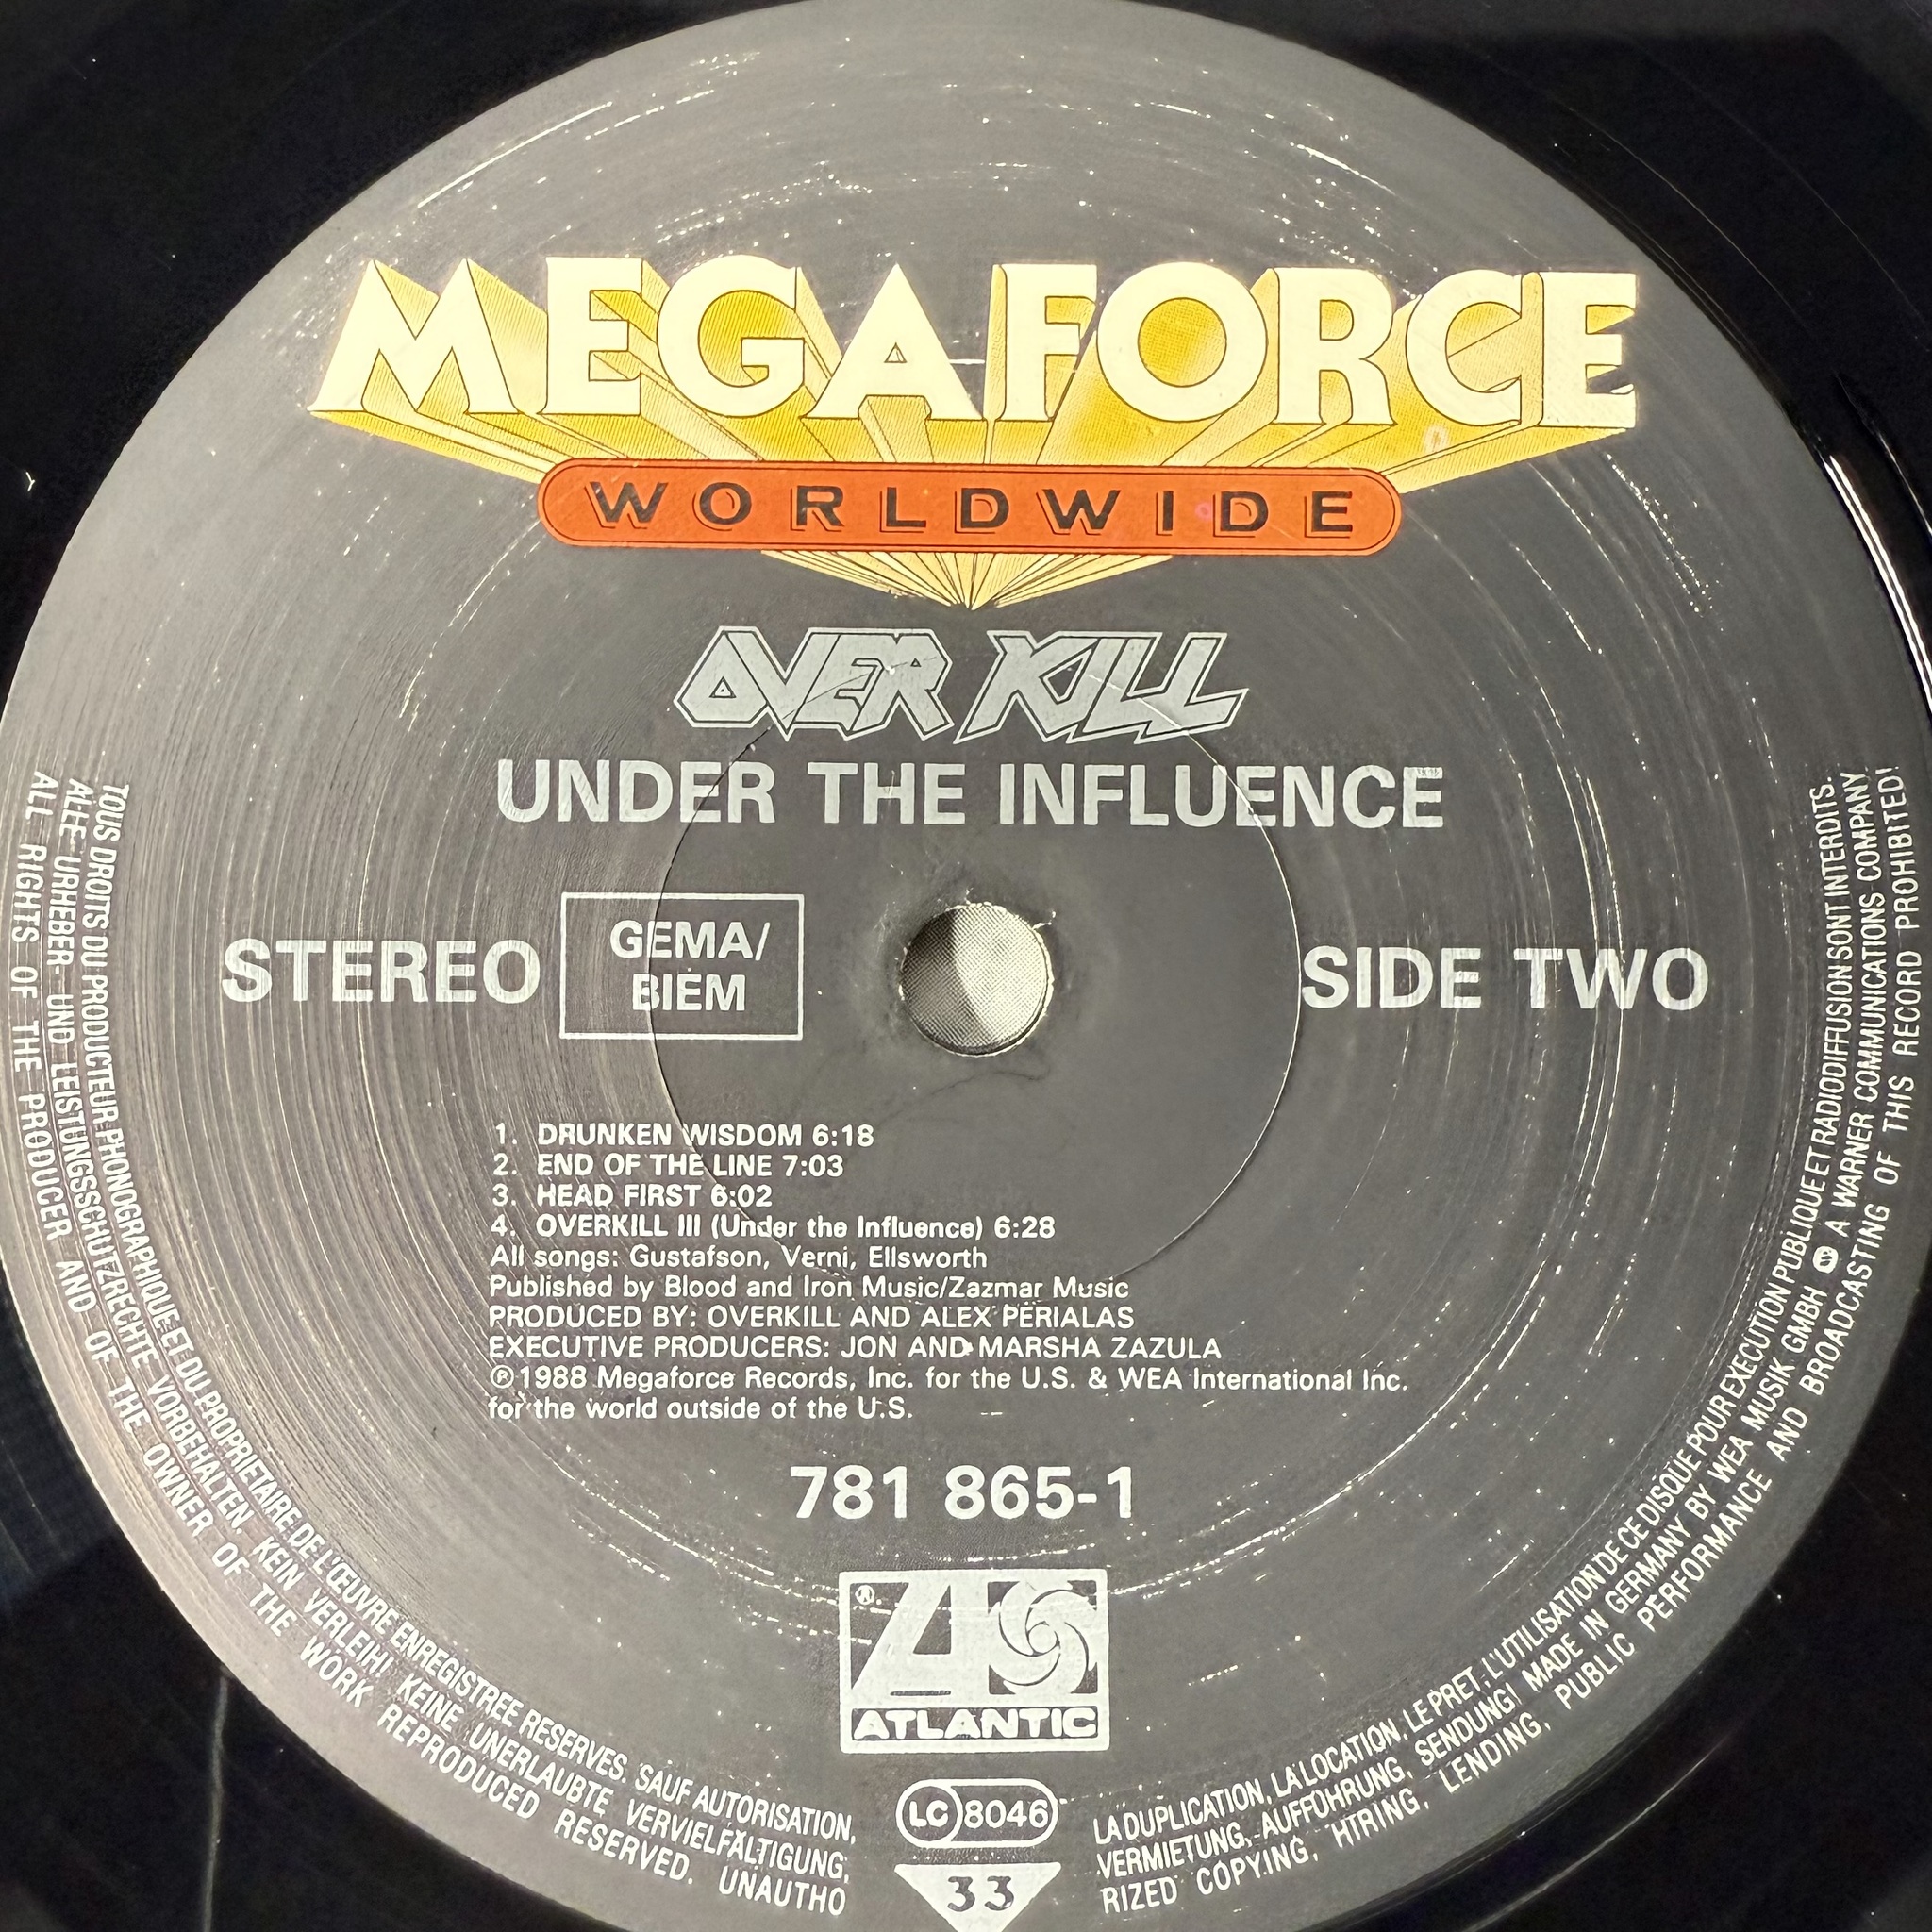 MEGAFORCE
WORLDWIDE
OVER KILL
UNDER THE INFLUENCE
STEREO
GEMA/
BIEM
SIDE TWO
1. DRUNKEN WISDOM 6:18
2. END OF THE LINE 7:03
3. HEAD FIRST 6:02
4. OVERKILL III (Under the Influence) 6:28
All songs: Gustafson, Verni, Ellsworth
Published by Blood and Iron Music/Zazmar Music
PRODUCED BY: OVERKILL AND ALEX PERIALAS
EXECUTIVE PRODUCERS: JON AND MARSHA ZAZULA
Ⓟ1988 Megaforce Records, Inc. for the U.S. & WEA International Inc.
for the world outside of the U.S.
781 865-1
®
ATLANTIC
LC 8046
33
TOUS DROITS DU PRODUCTEUR PHONOGRAPHIQUE ET DU PROPRIETAIRE DE L'ŒUVRE ENREGISTREE RESERVES. SAUF AUTORISATION, LA DUPLICATION, LA LOCATION, LE PRET, L'UTILISATION DE CE DISQUE POUR EXECUTION PUBLIQUE ET RADIODIFFUSION SONT INTERDITS.
ALLE URHEBER- UND LEISTUNGSSCHUTZRECHTE VORBEHALTEN. KEIN VERLEIH! KEINE UNERLAUBTE VERVIELFÄLTIGUNG, VERMIETUNG, AUFFÜHRUNG, SENDUNG! MADE IN GERMANY BY WEA MUSIK GMBH A WARNER COMMUNICATIONS COMPANY
ALL RIGHTS OF THE PRODUCER AND OF THE OWNER OF THE WORK REPRODUCED RESERVED. UNAUTHORIZED COPYING, HIRING, LENDING, PUBLIC PERFORMANCE AND BROADCASTING OF THIS RECORD PROHIBITED!